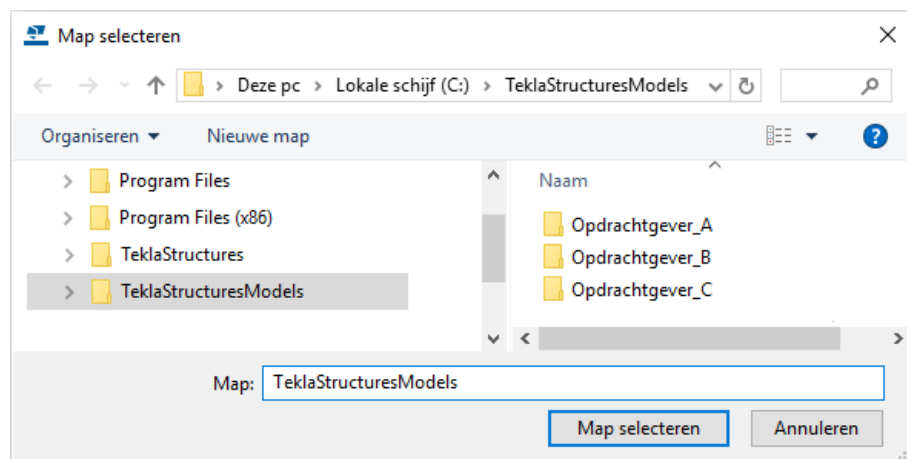 Map selecteren
Deze pc > Lokale schijf (C:) > TeklaStructuresModels
Organiseren Nieuwe map ?
Program Files
Program Files (x86)
TeklaStructures
TeklaStructuresModels
Naam
Opdrachtgever_A
Opdrachtgever_B
Opdrachtgever_C
Map: TeklaStructuresModels
Map selecteren Annuleren